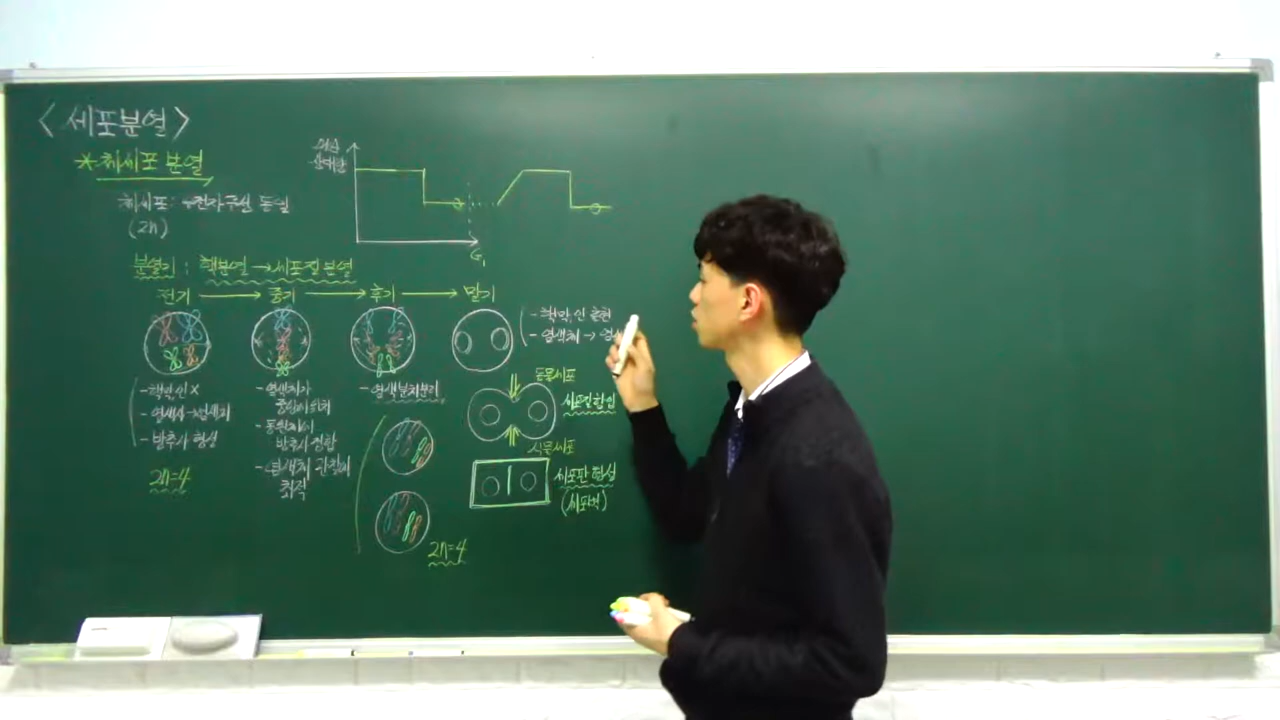 <세포분열>
*체세포 분열
체세포: 유전자구성 동일
(2n)
상대량
G₁
분열기: 핵분열→세포질분열
전기 → 중기 → 후기 → 말기
- 핵막, 인 X
- 염색사→염색체
- 방추사 형성
2n=4
- 염색체가
중앙에 위치
- 동원체에
방추사 결합
- 염색체 관찰에
최적
- 염색분체분리
2n=4
- 핵막, 인 출현
- 염색체 →
동물세포
세포질함입
식물세포
세포판 형성
(세포벽)